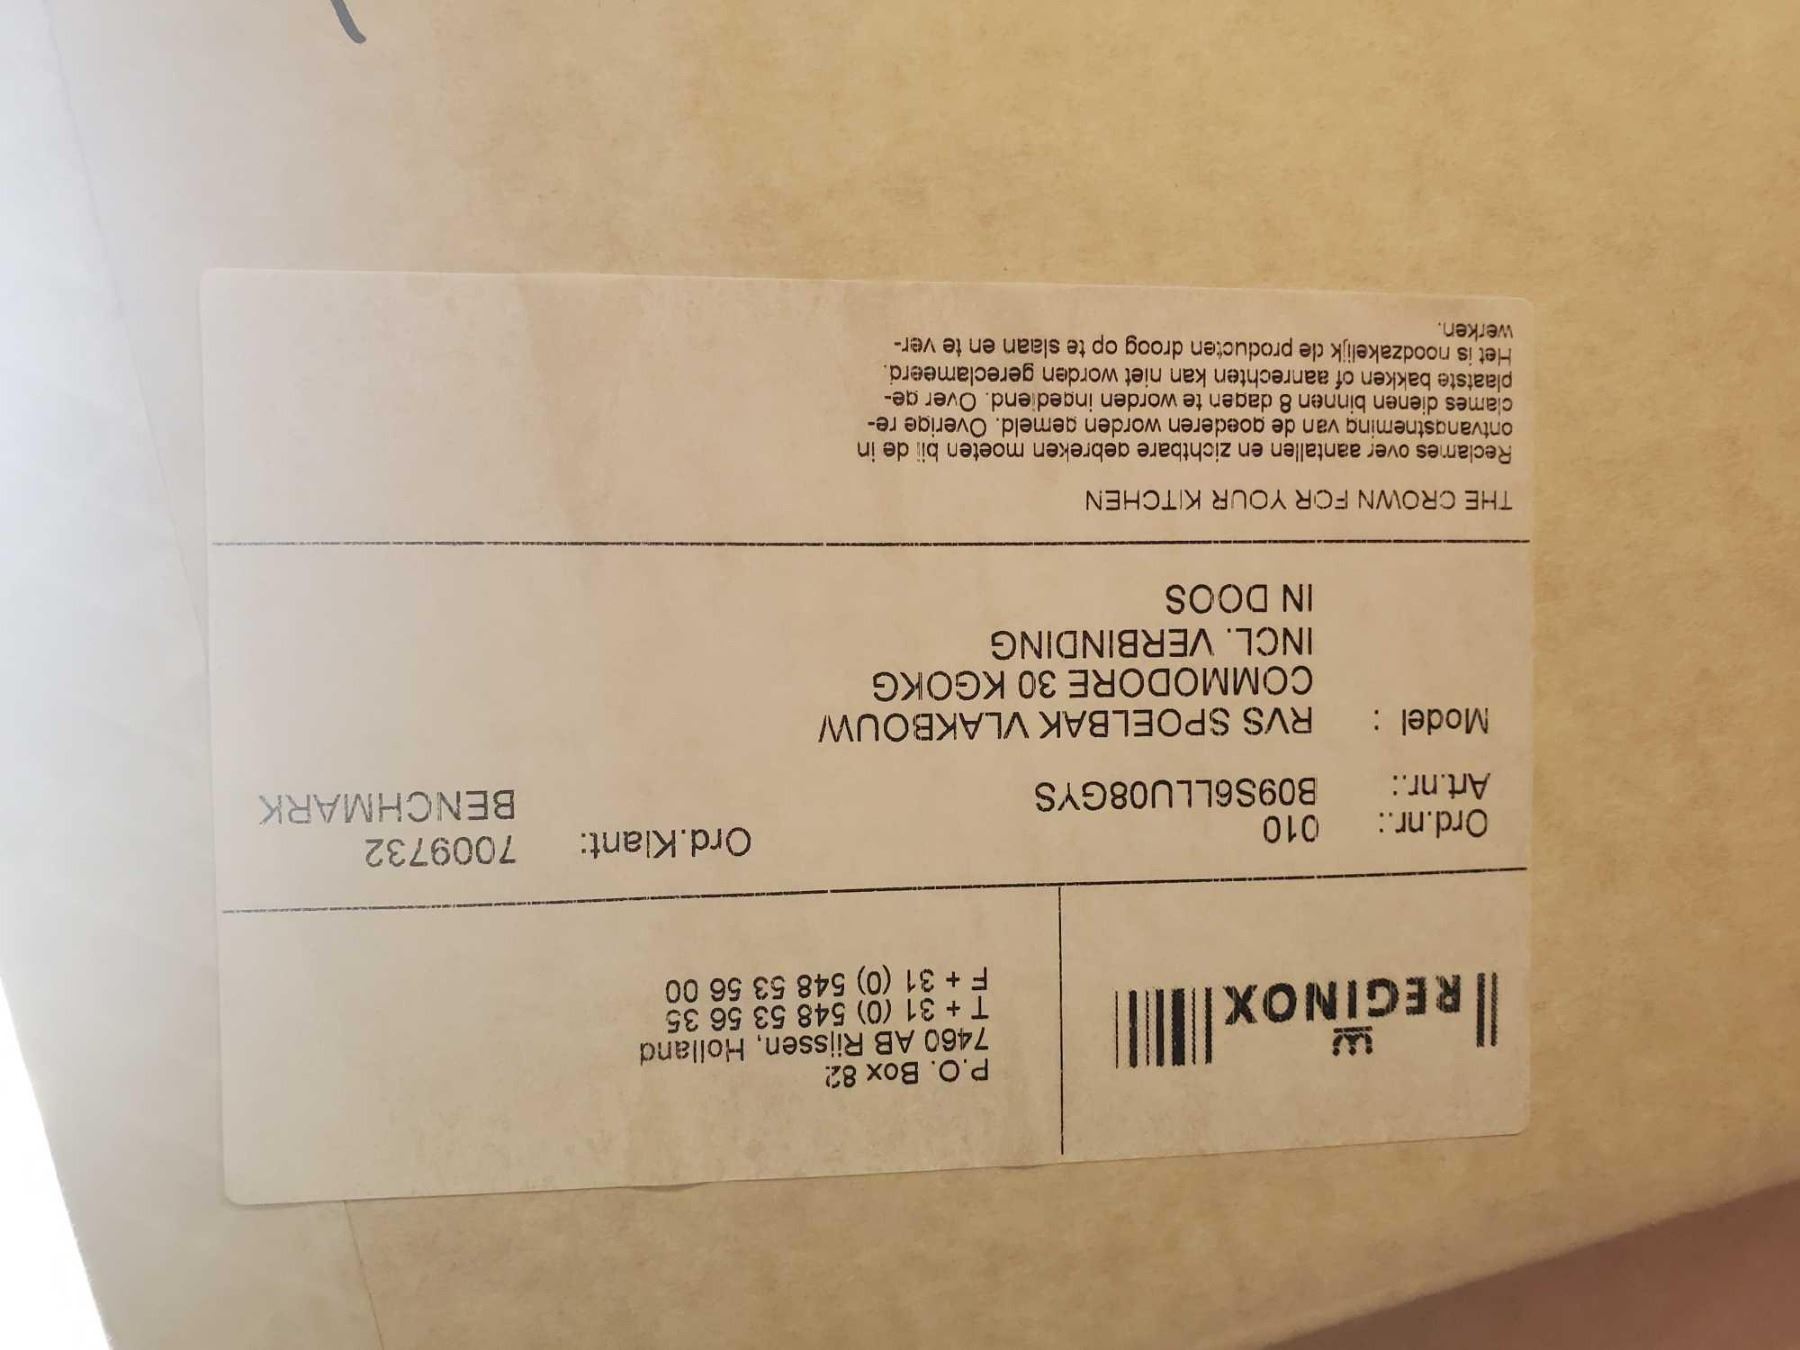 REGINOX
P.O. Box 82
7460 AB Rijssen, Holland
T + 31 (0) 548 53 56 35
F + 31 (0) 548 53 56 00
Ord.nr.: 010 Ord.Klant: 7009732
Art.nr.: B09S6LLU08GYS BENCHMARK
Model : RVS SPOELBAK VLAKBOUW
COMMODORE 30 KGOKG
INCL. VERBINDING
IN DOOS
THE CROWN FOR YOUR KITCHEN
Reclames over aantallen en zichtbare gebreken moeten bij de in
ontvangstneming van de goederen worden gemeld. Overige re-
clames dienen binnen 8 dagen te worden ingediend. Over ge-
plaatste bakken of aanrechten kan niet worden gereclameerd.
Het is noodzakelijk de producten droog op te slaan en te ver-
werken.